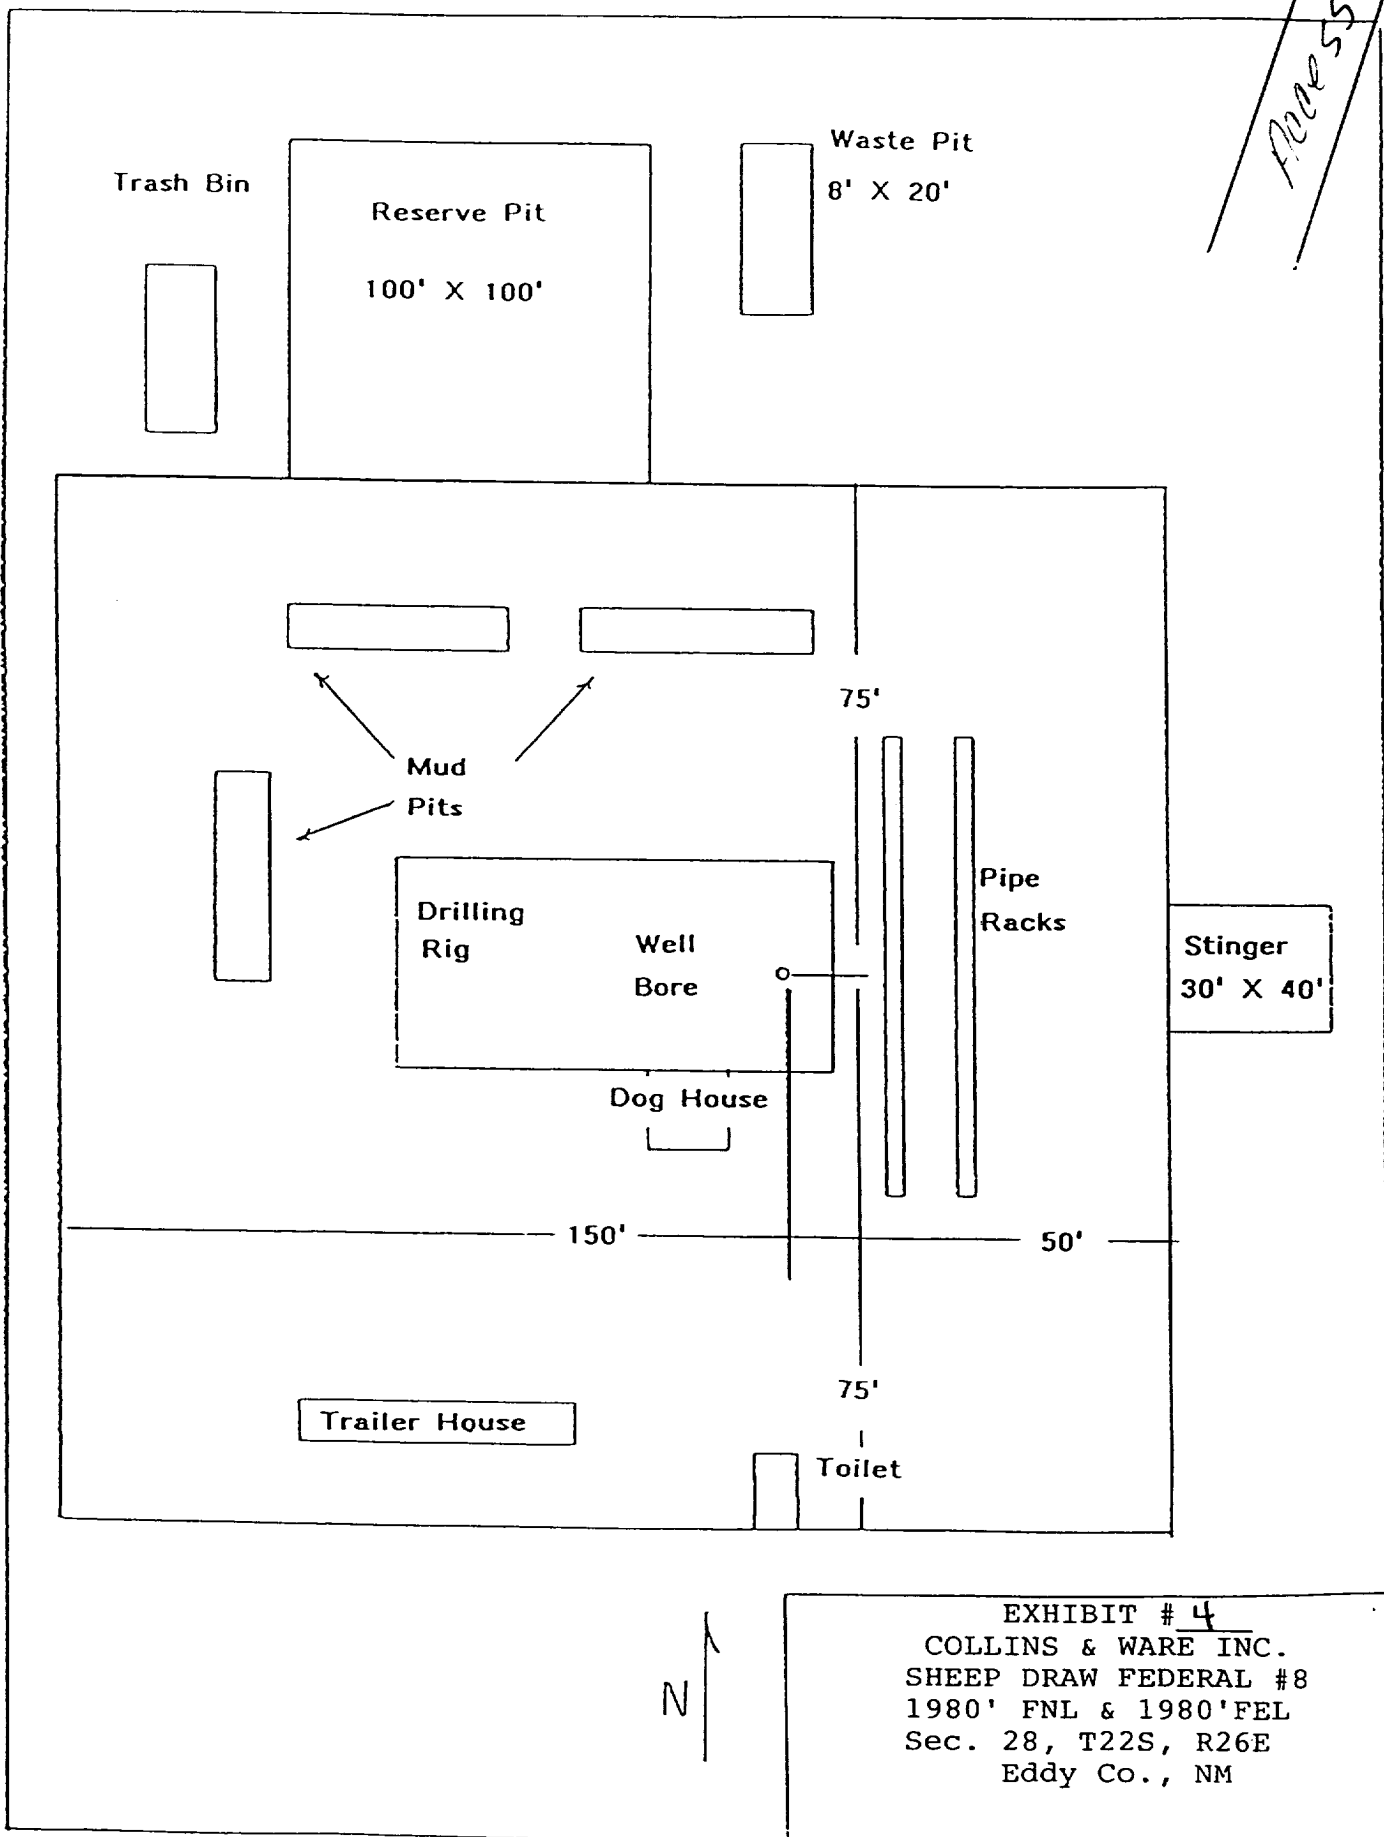 Access
Trash Bin
Reserve Pit
100' X 100'
Waste Pit
8' X 20'
75'
Mud
Pits
Drilling
Rig
Well
Bore
Pipe
Racks
Stinger
30' X 40'
Dog House
150'
50'
75'
Trailer House
Toilet
N
EXHIBIT # 4
COLLINS & WARE INC.
SHEEP DRAW FEDERAL #8
1980' FNL & 1980'FEL
Sec. 28, T22S, R26E
Eddy Co., NM